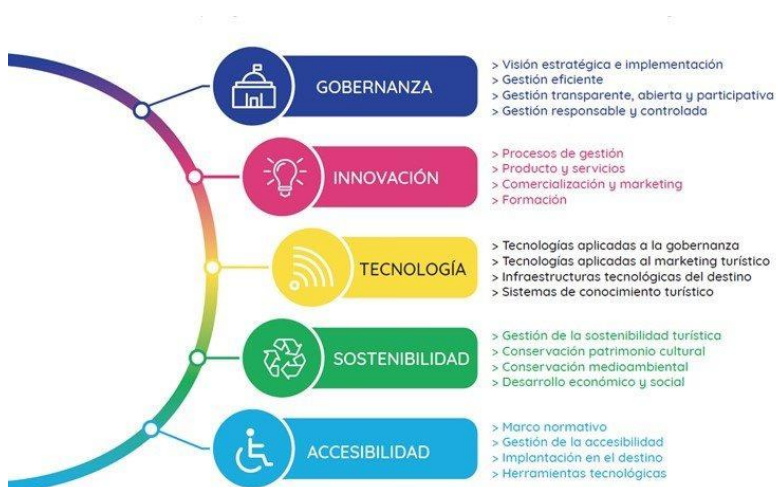 GOBERNANZA
> Visión estratégica e implementación
> Gestión eficiente
> Gestión transparente, abierta y participativa
> Gestión responsable y controlada
INNOVACIÓN
> Procesos de gestión
> Producto y servicios
> Comercialización y marketing
> Formación
TECNOLOGÍA
> Tecnologías aplicadas a la gobernanza
> Tecnologías aplicadas al marketing turístico
> Infraestructuras tecnológicas del destino
> Sistemas de conocimiento turístico
SOSTENIBILIDAD
> Gestión de la sostenibilidad turística
> Conservación patrimonio cultural
> Conservación medioambiental
> Desarrollo económico y social
ACCESIBILIDAD
> Marco normativo
> Gestión de la accesibilidad
> Implantación en el destino
> Herramientas tecnológicas